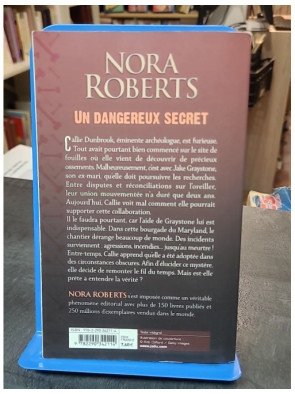 NORA
ROBERTS
UN DANGEREUX SECRET
Callie Dunbrook, éminente archéologue, est furieuse.
Tout avait pourtant bien commencé sur le site de
fouilles où elle vient de découvrir de précieux
ossements. Malheureusement, c'est avec Jake Graystone,
son ex-mari, qu'elle doit poursuivre les recherches.
Entre disputes et réconciliations sur l'oreiller,
leur union mouvementée n'a duré que deux ans.
Aujourd'hui, Callie voit mal comment elle pourrait
supporter cette collaboration.
Il le faudra pourtant, car l'aide de Graystone lui est
indispensable. Dans cette bourgade du Maryland, le
chantier dérange beaucoup de monde. Des incidents
surviennent : agressions, incendies... jusqu'au meurtre !
Entre-temps, Callie apprend qu'elle a été adoptée dans
des circonstances obscures. Afin d'élucider ce mystère,
elle décide de remonter le fil du temps. Mais est-elle
prête à entendre la vérité ?
NORA ROBERTS s'est imposée comme un véritable
phénomène éditorial avec plus de 150 livres publiés et
250 millions d'exemplaires vendus dans le monde.
Texte intégral